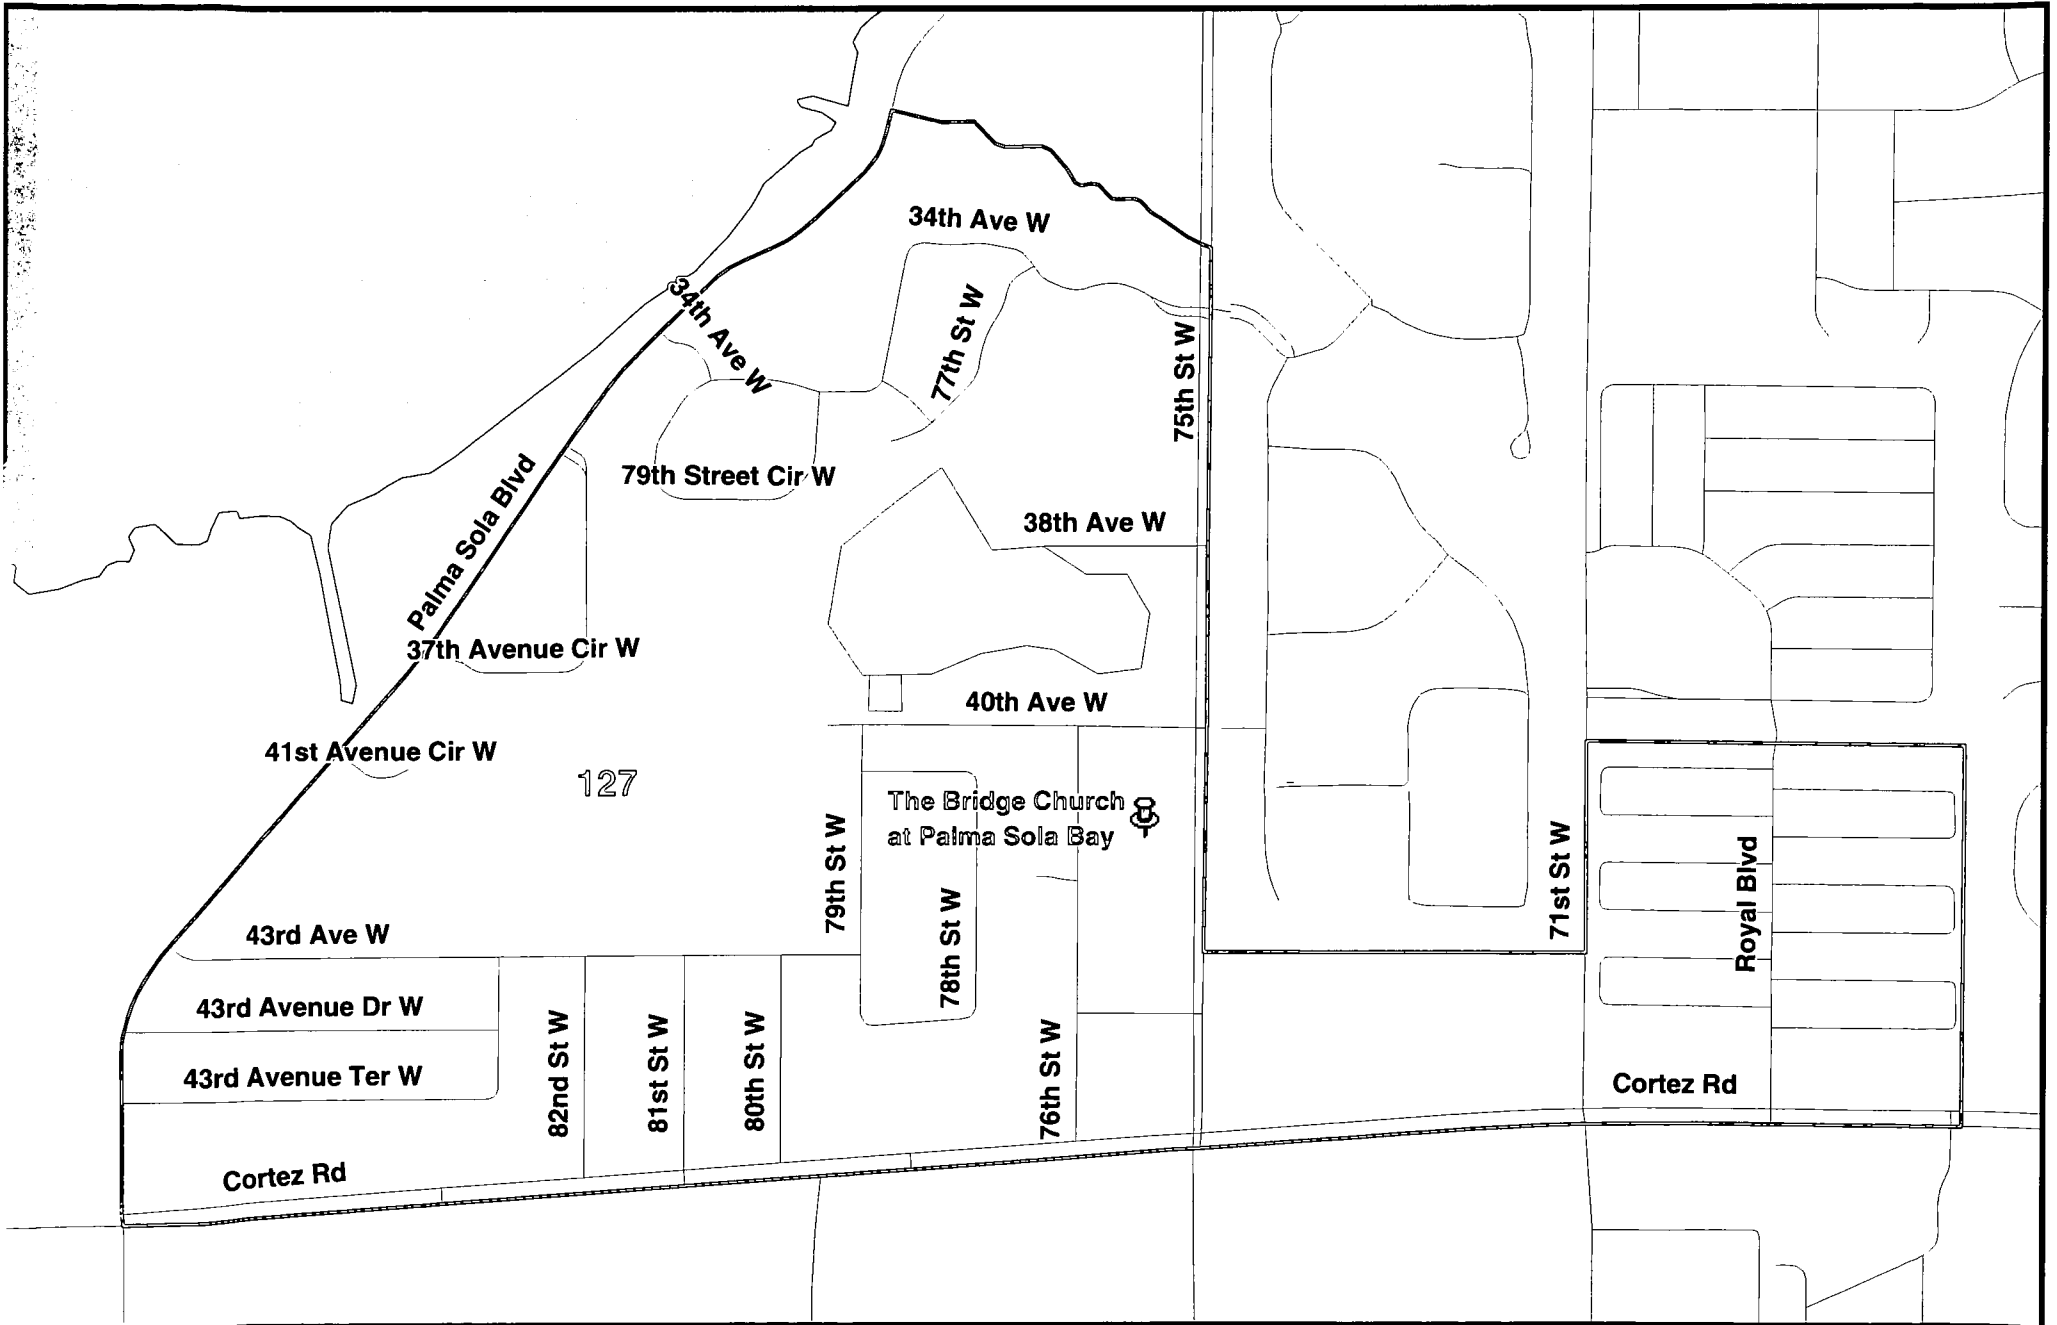 34th Ave W
34th Ave W
77th St W
75th St W
Palma Sola Blvd
79th Street Cir W
38th Ave W
37th Avenue Cir W
40th Ave W
41st Avenue Cir W
127
The Bridge Church
at Palma Sola Bay
79th St W
71st St W
Royal Blvd
43rd Ave W
78th St W
43rd Avenue Dr W
82nd St W
81st St W
80th St W
76th St W
43rd Avenue Ter W
Cortez Rd
Cortez Rd